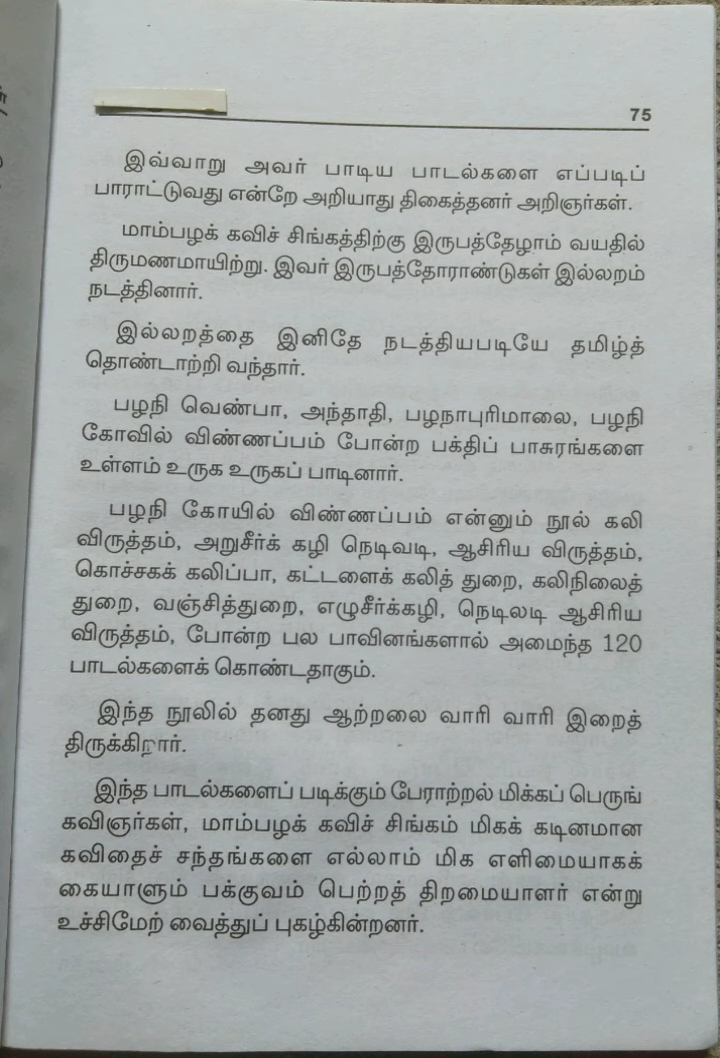 75
இவ்வாறு அவர் பாடிய பாடல்களை எப்படிப்
பாராட்டுவது என்றே அறியாது திகைத்தனர் அறிஞர்கள்.
மாம்பழக் கவிச் சிங்கத்திற்கு இருபத்தேழாம் வயதில்
திருமணமாயிற்று. இவர் இருபத்தோராண்டுகள் இல்லறம்
நடத்தினார்.
இல்லறத்தை இனிதே நடத்தியபடியே தமிழ்த்
தொண்டாற்றி வந்தார்.
பழநி வெண்பா, அந்தாதி, பழநாபுரிமாலை, பழநி
கோவில் விண்ணப்பம் போன்ற பக்திப் பாசுரங்களை
உள்ளம் உருக உருகப் பாடினார்.
பழநி கோயில் விண்ணப்பம் என்னும் நூல் கலி
விருத்தம், அறுசீர்க் கழி நெடிவடி, ஆசிரிய விருத்தம்,
கொச்சகக் கலிப்பா, கட்டளைக் கலித் துறை, கலிநிலைத்
துறை, வஞ்சித்துறை, எழுசீர்க்கழி, நெடிலடி ஆசிரிய
விருத்தம், போன்ற பல பாவினங்களால் அமைந்த 120
பாடல்களைக் கொண்டதாகும்.
இந்த நூலில் தனது ஆற்றலை வாரி வாரி இறைத்
திருக்கிறார்.
இந்த பாடல்களைப் படிக்கும் பேராற்றல் மிக்கப் பெருங்
கவிஞர்கள், மாம்பழக் கவிச் சிங்கம் மிகக் கடினமான
கவிதைச் சந்தங்களை எல்லாம் மிக எளிமையாகக்
கையாளும் பக்குவம் பெற்றத் திறமையாளர் என்று
உச்சிமேற் வைத்துப் புகழ்கின்றனர்.